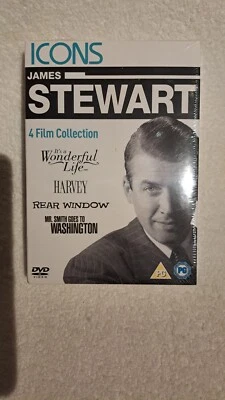 ICONS
JAMES
STEWART
4 Film Collection
It's a
Wonderful
Life
HARVEY
REAR WINDOW
MR. SMITH GOES TO
WASHINGTON
DVD
VIDEO
PG
PG